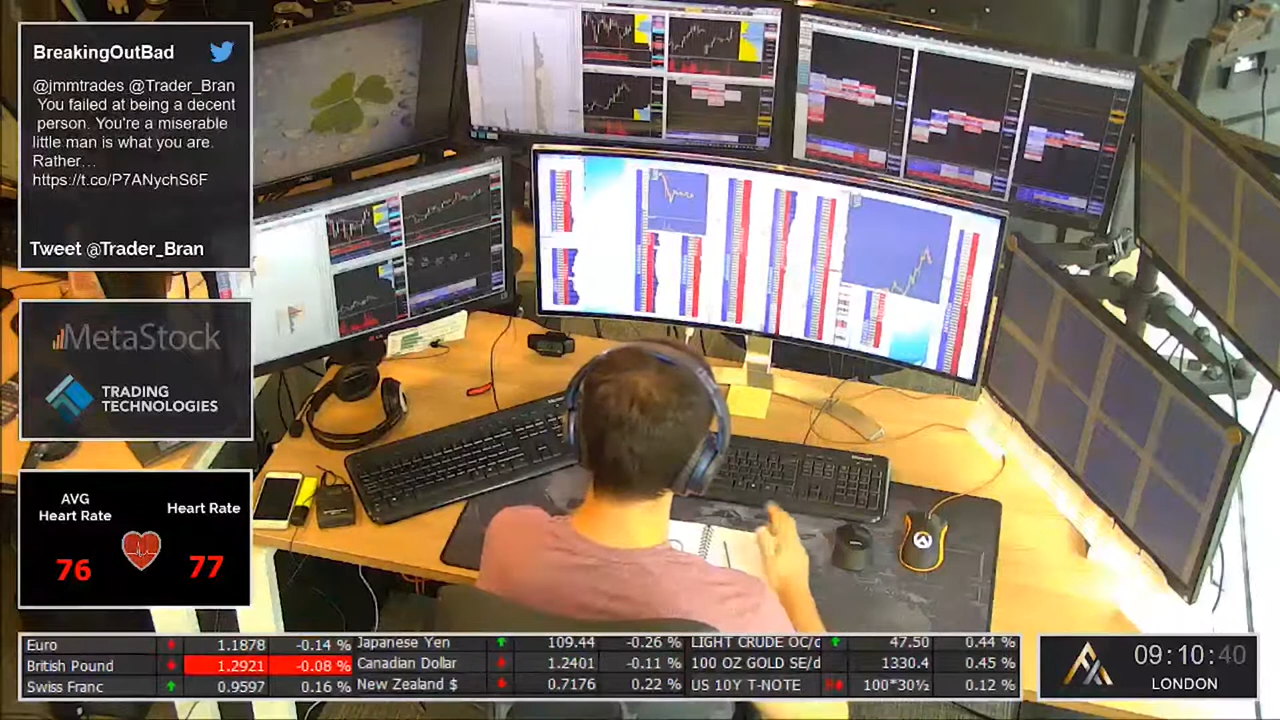 BreakingOutBad
@jmmtraces @Trader_Bran
You failed at being a decent
person. You're a miserable
little man is what you are.
Rather...
https://t.co/P7ANychS6F
Tweet @Trader_Bran
MetaStock
TRADING
TECHNOLOGIES
AVG
Heart Rate
Heart Rate
76
77
Euro 1.1878 -0.14 % Japanese Yen 109.44 -0.26 % LIGHT CRUDE OC/d 47.50 0.44 %
British Pound 1.2921 -0.08 % Canadian Dollar 1.2401 -0.11 % 100 OZ GOLD SE/d 1330.4 0.45 %
Swiss Franc 0.9597 0.16 % New Zealand $ 0.7176 0.22 % US 10Y T-NOTE 100*30½ 0.12 %
09:10:40
LONDON